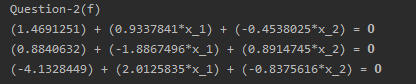 Question-2(f)
(1.4691251) + (0.9337841*x_1) + (-0.4538025*x_2) = 0
(0.8840632) + (-1.8867496*x_1) + (0.8914745*x_2) = 0
(-4.1328449) + (2.0125835*x_1) + (-0.8375616*x_2) = 0